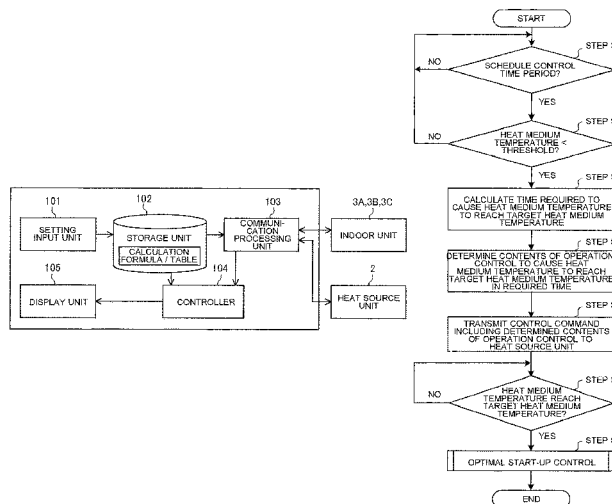 101
SETTING
INPUT UNIT
102
STORAGE UNIT
CALCULATION
FORMULA / TABLE
103
COMMUNI-
CATION
PROCESSING
UNIT
3A,3B,3C
INDOOR UNIT
105
DISPLAY UNIT
104
CONTROLLER
2
HEAT SOURCE
UNIT
START
STEP
NO
SCHEDULE CONTROL
TIME PERIOD?
YES
STEP
NO
HEAT MEDIUM
TEMPERATURE <
THRESHOLD?
YES
STEP
CALCULATE TIME REQUIRED TO
CAUSE HEAT MEDIUM TEMPERATURE
TO REACH TARGET HEAT MEDIUM
TEMPERATURE
STEP
DETERMINE CONTENTS OF OPERATION
CONTROL TO CAUSE HEAT
MEDIUM TEMPERATURE TO REACH
TARGET HEAT MEDIUM TEMPERATURE
IN REQUIRED TIME
STEP
TRANSMIT CONTROL COMMAND
INCLUDING DETERMINED CONTENTS
OF OPERATION CONTROL TO
HEAT SOURCE UNIT
STEP
NO
HEAT MEDIUM
TEMPERATURE REACH
TARGET HEAT MEDIUM
TEMPERATURE?
YES
STEP
OPTIMAL START-UP CONTROL
END